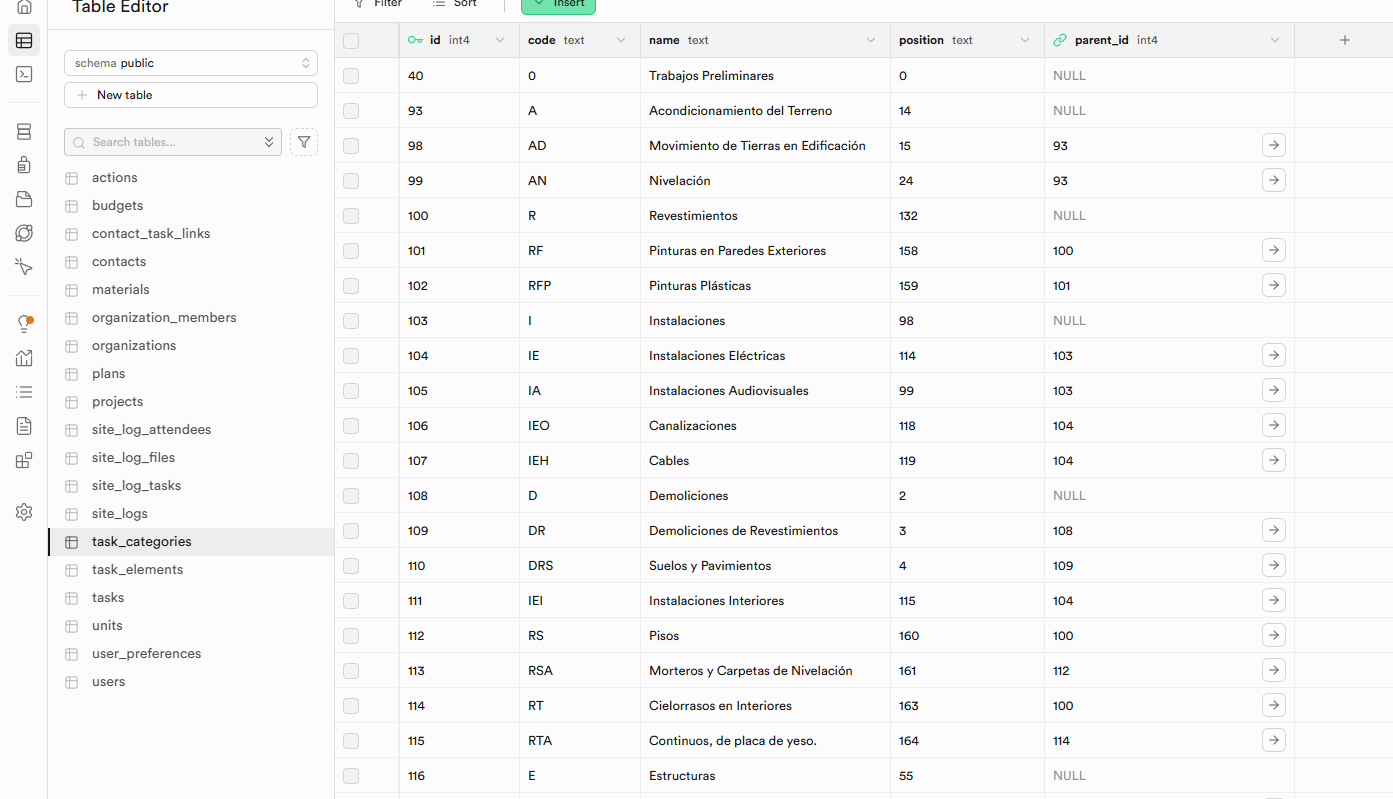 Table Editor
schema public
New table
Search tables...
actions
budgets
contact_task_links
contacts
materials
organization_members
organizations
plans
projects
site_log_attendees
site_log_files
site_log_tasks
site_logs
task_categories
task_elements
tasks
units
user_preferences
users
Filter Sort Insert
id int4 code text name text position text parent_id int4
40 0 Trabajos Preliminares 0 NULL
93 A Acondicionamiento del Terreno 14 NULL
98 AD Movimiento de Tierras en Edificación 15 93
99 AN Nivelación 24 93
100 R Revestimientos 132 NULL
101 RF Pinturas en Paredes Exteriores 158 100
102 RFP Pinturas Plásticas 159 101
103 I Instalaciones 98 NULL
104 IE Instalaciones Eléctricas 114 103
105 IA Instalaciones Audiovisuales 99 103
106 IEO Canalizaciones 118 104
107 IEH Cables 119 104
108 D Demoliciones 2 NULL
109 DR Demoliciones de Revestimientos 3 108
110 DRS Suelos y Pavimientos 4 109
111 IEI Instalaciones Interiores 115 104
112 RS Pisos 160 100
113 RSA Morteros y Carpetas de Nivelación 161 112
114 RT Cielorrasos en Interiores 163 100
115 RTA Continuos, de placa de yeso. 164 114
116 E Estructuras 55 NULL